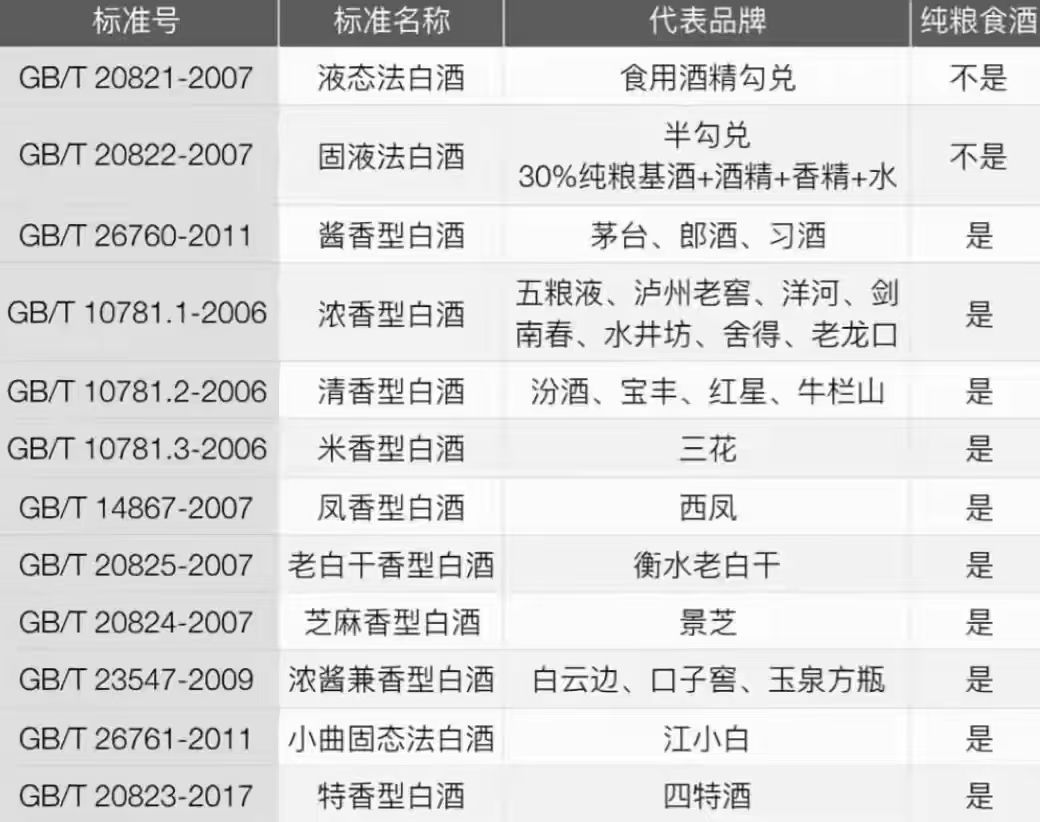 标准号 标准名称 代表品牌 纯粮食酒
GB/T 20821-2007 液态法白酒 食用酒精勾兑 不是
GB/T 20822-2007 固液法白酒 半勾兑 不是
30%纯粮基酒+酒精+香精+水
GB/T 26760-2011 酱香型白酒 茅台、郎酒、习酒 是
GB/T 10781.1-2006 浓香型白酒 五粮液、泸州老窖、洋河、剑 是
南春、水井坊、舍得、老龙口
GB/T 10781.2-2006 清香型白酒 汾酒、宝丰、红星、牛栏山 是
GB/T 10781.3-2006 米香型白酒 三花 是
GB/T 14867-2007 凤香型白酒 西凤 是
GB/T 20825-2007 老白干香型白酒 衡水老白干 是
GB/T 20824-2007 芝麻香型白酒 景芝 是
GB/T 23547-2009 浓酱兼香型白酒 白云边、口子窖、玉泉方瓶 是
GB/T 26761-2011 小曲固态法白酒 江小白 是
GB/T 20823-2017 特香型白酒 四特酒 是